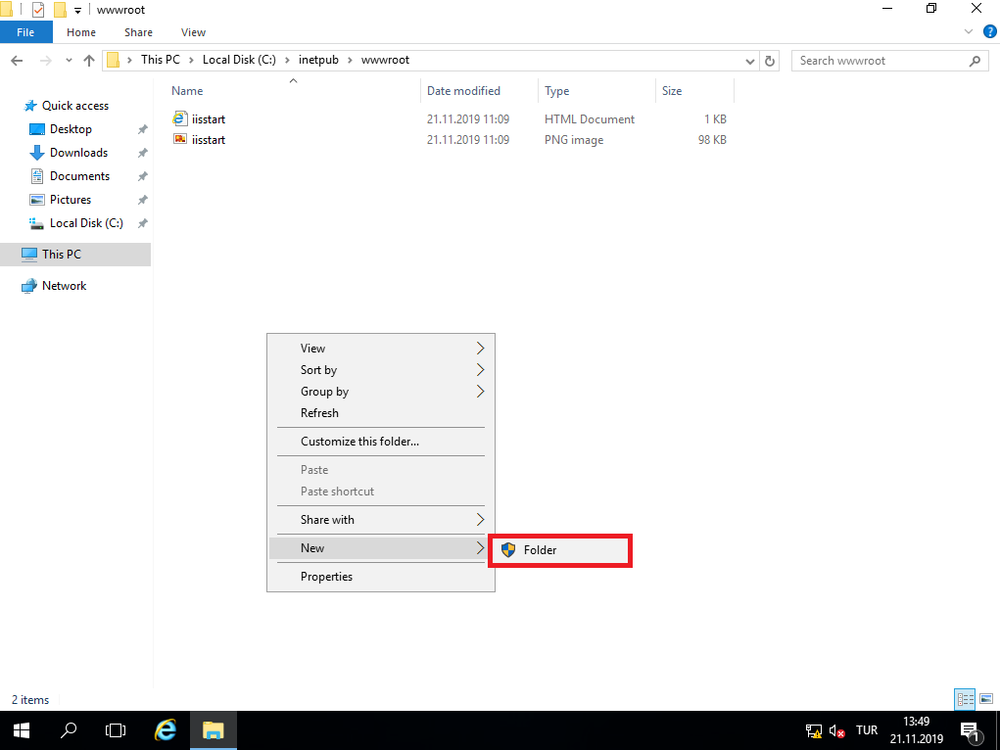 wwwroot
File Home Share View
This PC Local Disk (C:) inetpub wwwroot Search wwwroot
Name Date modified Type Size
Quick access
Desktop
Downloads
Documents
Pictures
Local Disk (C:)
This PC
Network
iisstart 21.11.2019 11:09 HTML Document 1 KB
iisstart 21.11.2019 11:09 PNG image 98 KB
View
Sort by
Group by
Refresh
Customize this folder...
Paste
Paste shortcut
Share with
New
Folder
Properties
2 items
TUR
13:49
21.11.2019
1